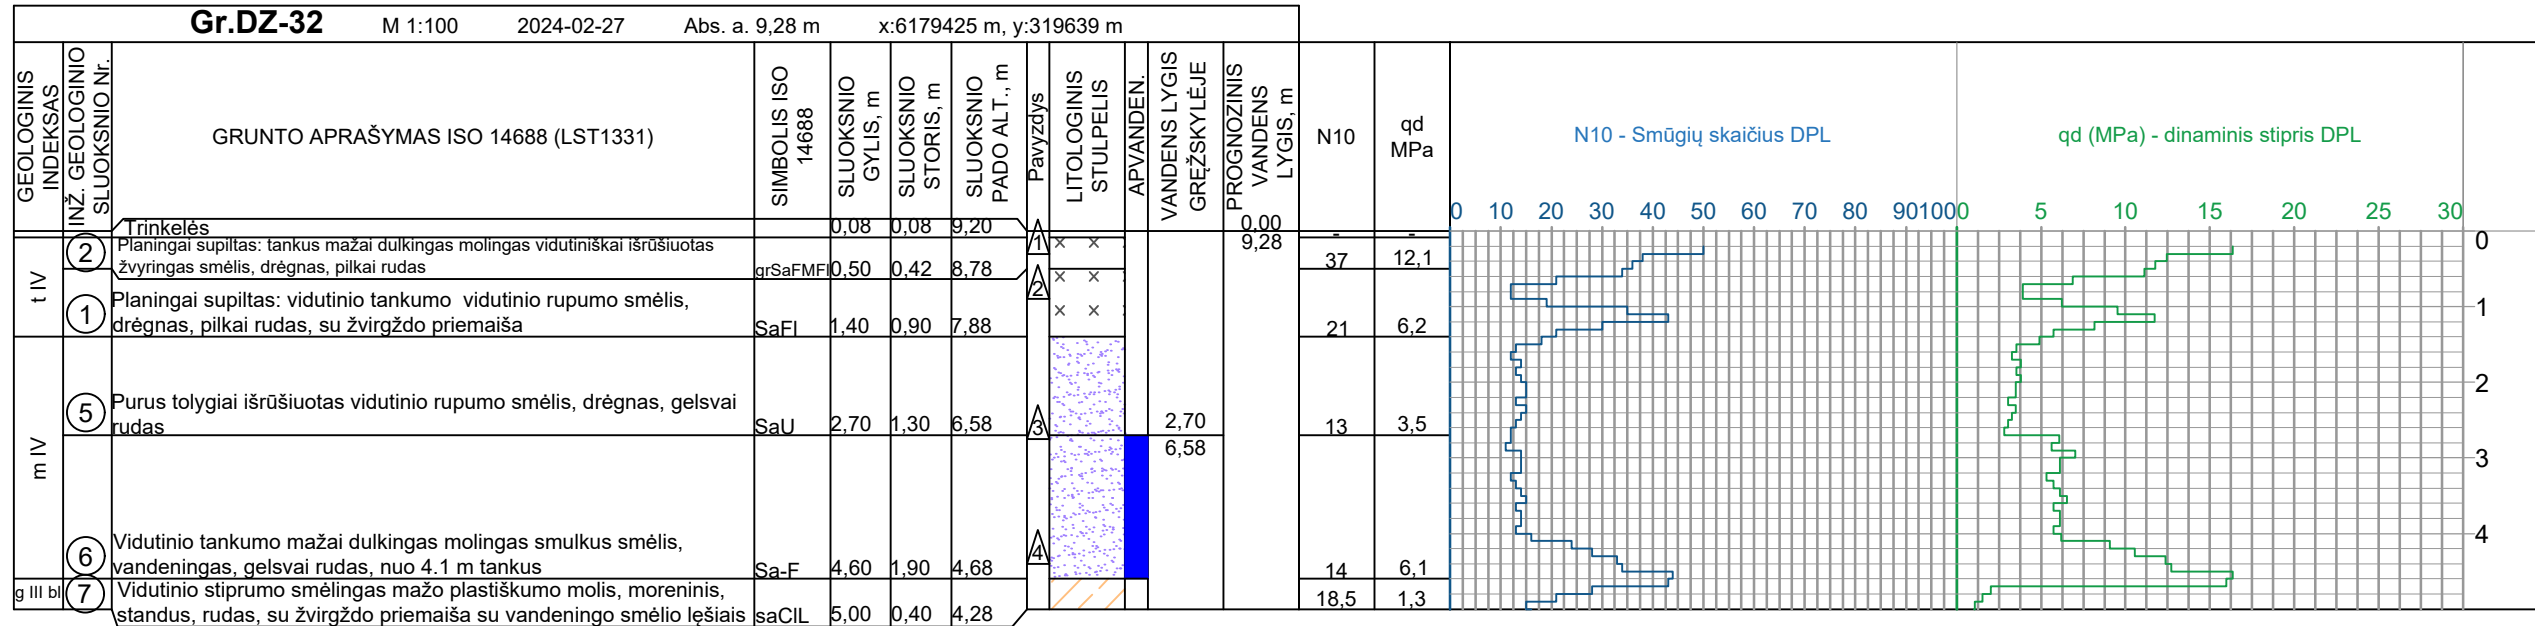 Gr.DZ-32 M 1:100 2024-02-27 Abs. a. 9,28 m x:6179425 m, y:319639 m
GEOLOGINIS
INDEKSAS
INŽ. GEOLOGINIO
SLUOKSNIO Nr.
GRUNTO APRAŠYMAS ISO 14688 (LST1331)
SIMBOLIS ISO
14688
SLUOKSNIO
GYLIS, m
SLUOKSNIO
STORIS, m
SLUOKSNIO
PADO ALT., m
Pavyzdys
LITOLOGINIS
STULPELIS
APVANDEN.
VANDENS LYGIS
GRĘŽSKYLĖJE
PROGNOZINIS
VANDENS
LYGIS, m
N10
qd
MPa
N10 - Smūgių skaičius DPL
qd (MPa) - dinaminis stipris DPL
0 10 20 30 40 50 60 70 80 90 100
0 5 10 15 20 25 30
Trinkelės 0,08 0,08 9,20 0,00 - -
9,28
t IV
2
Planingai supiltas: tankus mažai dulkingas molingas vidutiniškai išrūšiuotas
žvyringas smėlis, drėgnas, pilkai rudas grSaFMFI 0,50 0,42 8,78 1 37 12,1
1
Planingai supiltas: vidutinio tankumo vidutinio rupumo smėlis,
drėgnas, pilkai rudas, su žvirgždo priemaiša SaFI 1,40 0,90 7,88 2 21 6,2
m IV
5
Purus tolygiai išrūšiuotas vidutinio rupumo smėlis, drėgnas, gelsvai
rudas SaU 2,70 1,30 6,58 3 2,70 13 3,5
6,58
6
Vidutinio tankumo mažai dulkingas molingas smulkus smėlis,
vandeningas, gelsvai rudas, nuo 4.1 m tankus Sa-F 4,60 1,90 4,68 4 14 6,1
g III bl
7
Vidutinio stiprumo smėlingas mažo plastiškumo molis, moreninis,
standus, rudas, su žvirgždo priemaiša su vandeningo smėlio lęšiais saClL 5,00 0,40 4,28 18,5 1,3
0
1
2
3
4